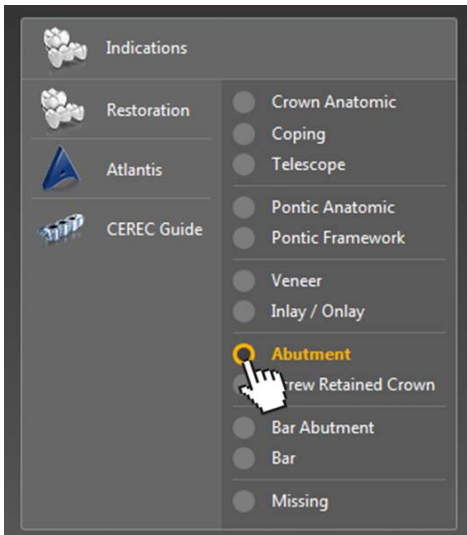 Indications
Restoration
Atlantis
CEREC Guide
Crown Anatomic
Coping
Telescope
Pontic Anatomic
Pontic Framework
Veneer
Inlay / Onlay
Abutment
crew Retained Crown
Bar Abutment
Bar
Missing